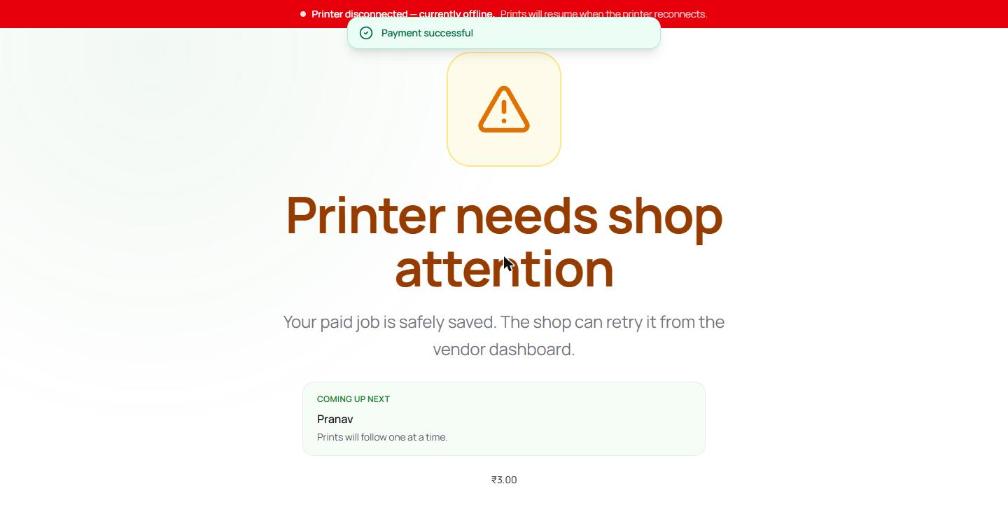 Printer disconnected — currently offline. Prints will resume when the printer reconnects.
Payment successful
Printer needs shop
attention
Your paid job is safely saved. The shop can retry it from the
vendor dashboard.
COMING UP NEXT
Pranav
Prints will follow one at a time.
₹3.00